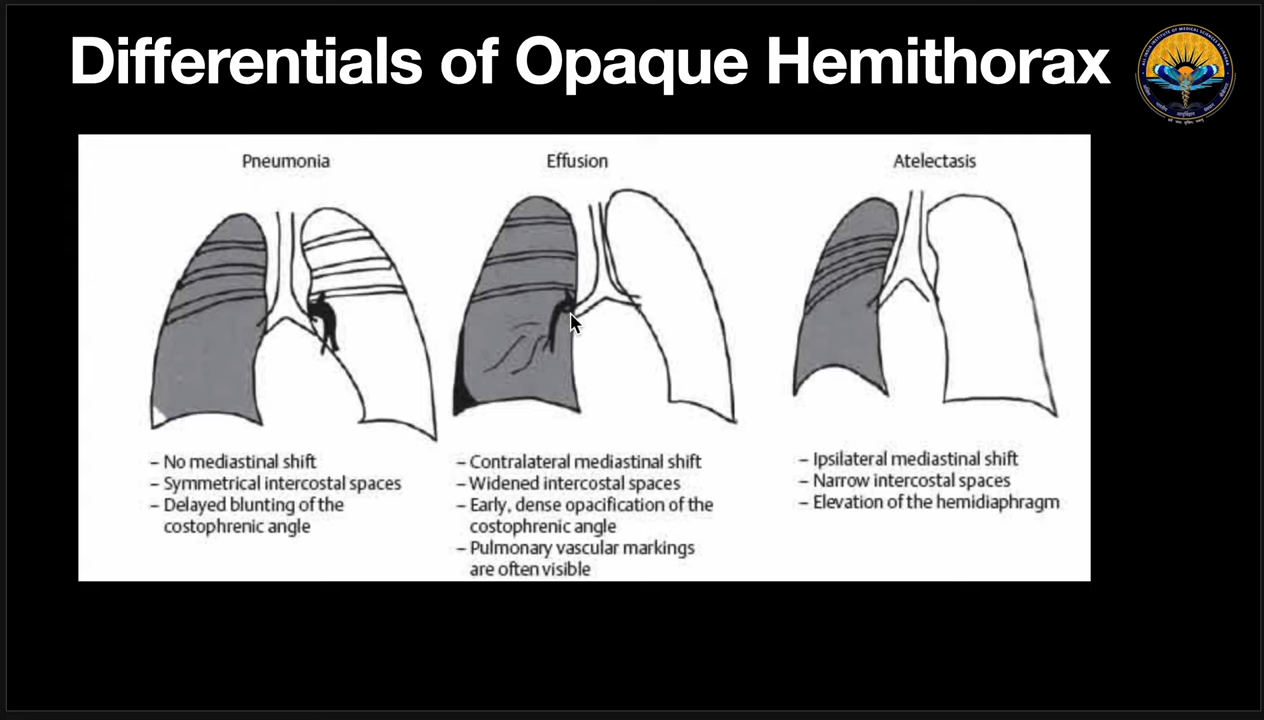 Differentials of Opaque Hemithorax
Pneumonia
– No mediastinal shift
– Symmetrical intercostal spaces
– Delayed blunting of the
costophrenic angle
Effusion
– Contralateral mediastinal shift
– Widened intercostal spaces
– Early, dense opacification of the
costophrenic angle
– Pulmonary vascular markings
are often visible
Atelectasis
– Ipsilateral mediastinal shift
– Narrow intercostal spaces
– Elevation of the hemidiaphragm